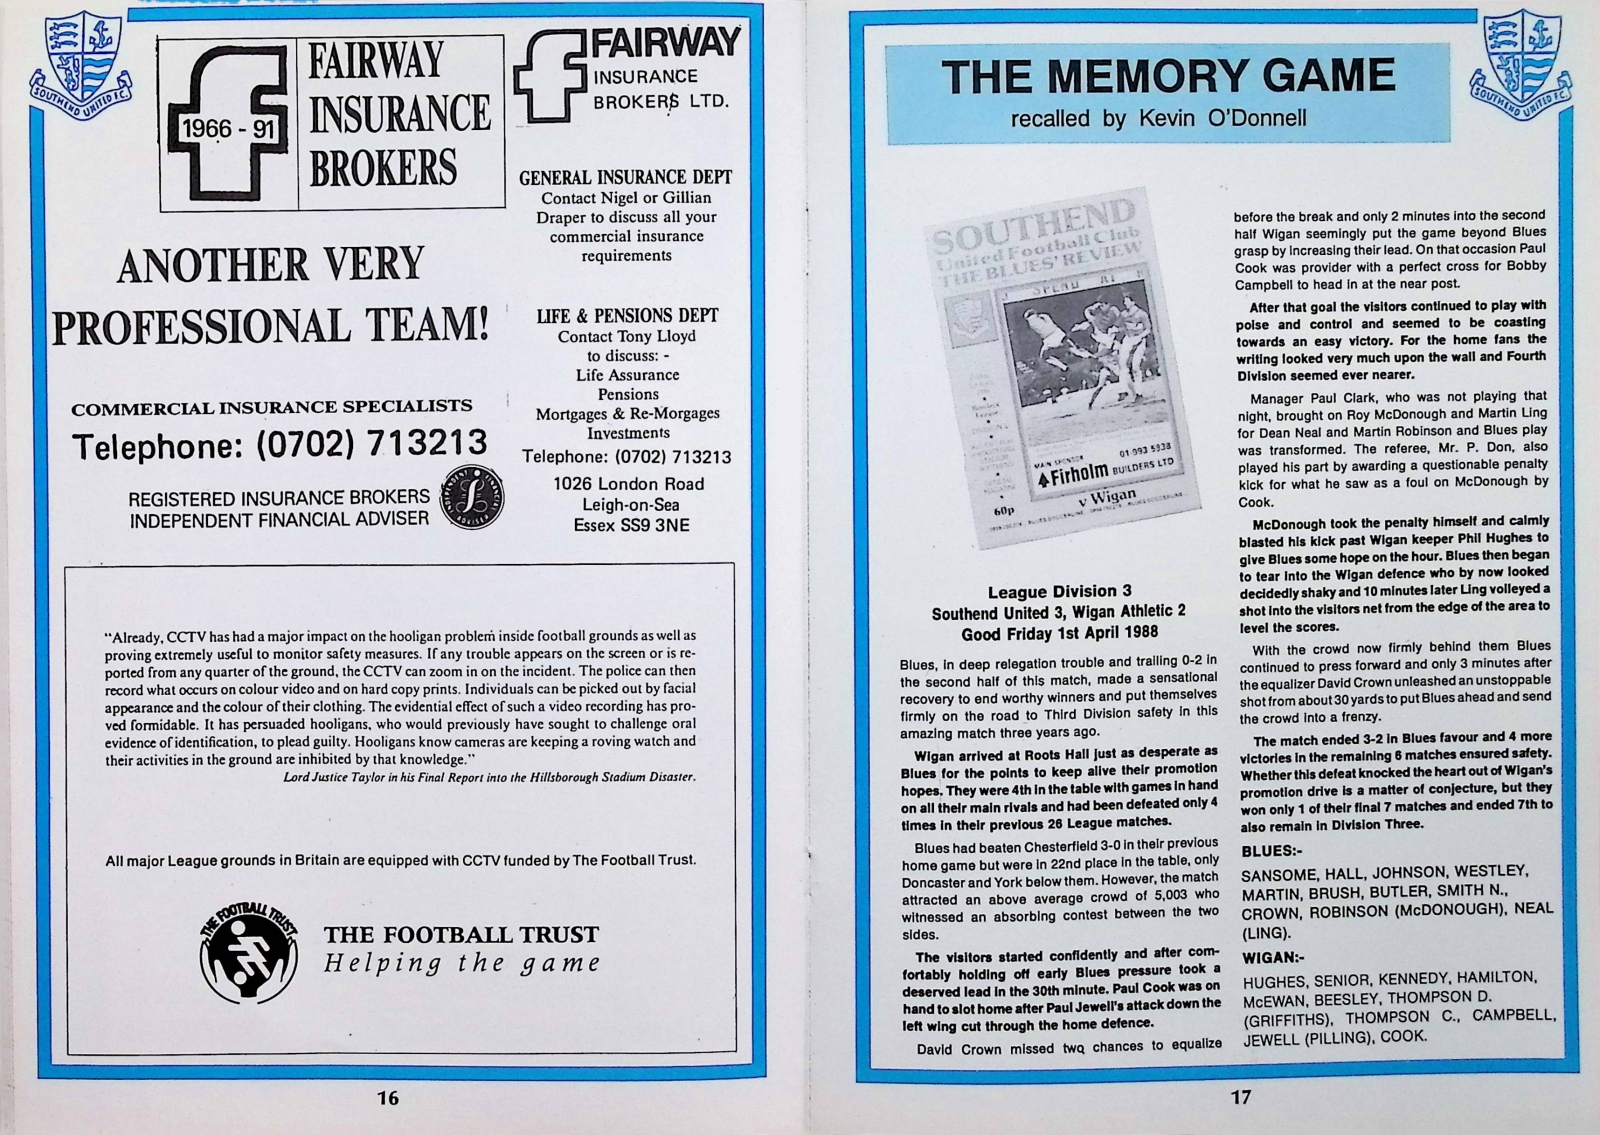 SOUTHEND UNITED F.C.
1966 - 91
FAIRWAY
INSURANCE
BROKERS
FAIRWAY
INSURANCE
BROKERS LTD.
ANOTHER VERY
PROFESSIONAL TEAM!
COMMERCIAL INSURANCE SPECIALISTS
Telephone: (0702) 713213
REGISTERED INSURANCE BROKERS
INDEPENDENT FINANCIAL ADVISER
INDEPENDENT FINANCIAL ADVISER
GENERAL INSURANCE DEPT
Contact Nigel or Gillian
Draper to discuss all your
commercial insurance
requirements
LIFE & PENSIONS DEPT
Contact Tony Lloyd
to discuss: -
Life Assurance
Pensions
Mortgages & Re-Morgages
Investments
Telephone: (0702) 713213
1026 London Road
Leigh-on-Sea
Essex SS9 3NE
“Already, CCTV has had a major impact on the hooligan problem inside football grounds as well as
proving extremely useful to monitor safety measures. If any trouble appears on the screen or is re-
ported from any quarter of the ground, the CCTV can zoom in on the incident. The police can then
record what occurs on colour video and on hard copy prints. Individuals can be picked out by facial
appearance and the colour of their clothing. The evidential effect of such a video recording has pro-
ved formidable. It has persuaded hooligans, who would previously have sought to challenge oral
evidence of identification, to plead guilty. Hooligans know cameras are keeping a roving watch and
their activities in the ground are inhibited by that knowledge.”
Lord Justice Taylor in his Final Report into the Hillsborough Stadium Disaster.
All major League grounds in Britain are equipped with CCTV funded by The Football Trust.
THE FOOTBALL TRUST
THE FOOTBALL TRUST
Helping the game
16
THE MEMORY GAME
recalled by Kevin O'Donnell
SOUTHEND UNITED F.C.
SOUTHEND
United Football Club
THE BLUES' REVIEW
MAIN SPONSOR
01-993 5838
Firholm BUILDERS LTD
v Wigan
60p
League Division 3
Southend United 3, Wigan Athletic 2
Good Friday 1st April 1988
Blues, in deep relegation trouble and trailing 0-2 in
the second half of this match, made a sensational
recovery to end worthy winners and put themselves
firmly on the road to Third Division safety in this
amazing match three years ago.
Wigan arrived at Roots Hall just as desperate as
Blues for the points to keep alive their promotion
hopes. They were 4th in the table with games in hand
on all their main rivals and had been defeated only 4
times in their previous 26 League matches.
Blues had beaten Chesterfield 3-0 in their previous
home game but were in 22nd place in the table, only
Doncaster and York below them. However, the match
attracted an above average crowd of 5,003 who
witnessed an absorbing contest between the two
sides.
The visitors started confidently and after com-
fortably holding off early Blues pressure took a
deserved lead in the 30th minute. Paul Cook was on
hand to slot home after Paul Jewell's attack down the
left wing cut through the home defence.
David Crown missed two chances to equalize
before the break and only 2 minutes into the second
half Wigan seemingly put the game beyond Blues
grasp by increasing their lead. On that occasion Paul
Cook was provider with a perfect cross for Bobby
Campbell to head in at the near post.
After that goal the visitors continued to play with
poise and control and seemed to be coasting
towards an easy victory. For the home fans the
writing looked very much upon the wall and Fourth
Division seemed ever nearer.
Manager Paul Clark, who was not playing that
night, brought on Roy McDonough and Martin Ling
for Dean Neal and Martin Robinson and Blues play
was transformed. The referee, Mr. P. Don, also
played his part by awarding a questionable penalty
kick for what he saw as a foul on McDonough by
Cook.
McDonough took the penalty himself and calmly
blasted his kick past Wigan keeper Phil Hughes to
give Blues some hope on the hour. Blues then began
to tear into the Wigan defence who by now looked
decidedly shaky and 10 minutes later Ling volleyed a
shot into the visitors net from the edge of the area to
level the scores.
With the crowd now firmly behind them Blues
continued to press forward and only 3 minutes after
the equalizer David Crown unleashed an unstoppable
shot from about 30 yards to put Blues ahead and send
the crowd into a frenzy.
The match ended 3-2 in Blues favour and 4 more
victories in the remaining 6 matches ensured safety.
Whether this defeat knocked the heart out of Wigan's
promotion drive is a matter of conjecture, but they
won only 1 of their final 7 matches and ended 7th to
also remain in Division Three.
BLUES:-
SANSOME, HALL, JOHNSON, WESTLEY,
MARTIN, BRUSH, BUTLER, SMITH N.,
CROWN, ROBINSON (McDONOUGH), NEAL
(LING).
WIGAN:-
HUGHES, SENIOR, KENNEDY, HAMILTON,
McEWAN, BEESLEY, THOMPSON D.
(GRIFFITHS), THOMPSON C., CAMPBELL,
JEWELL (PILLING), COOK.
17